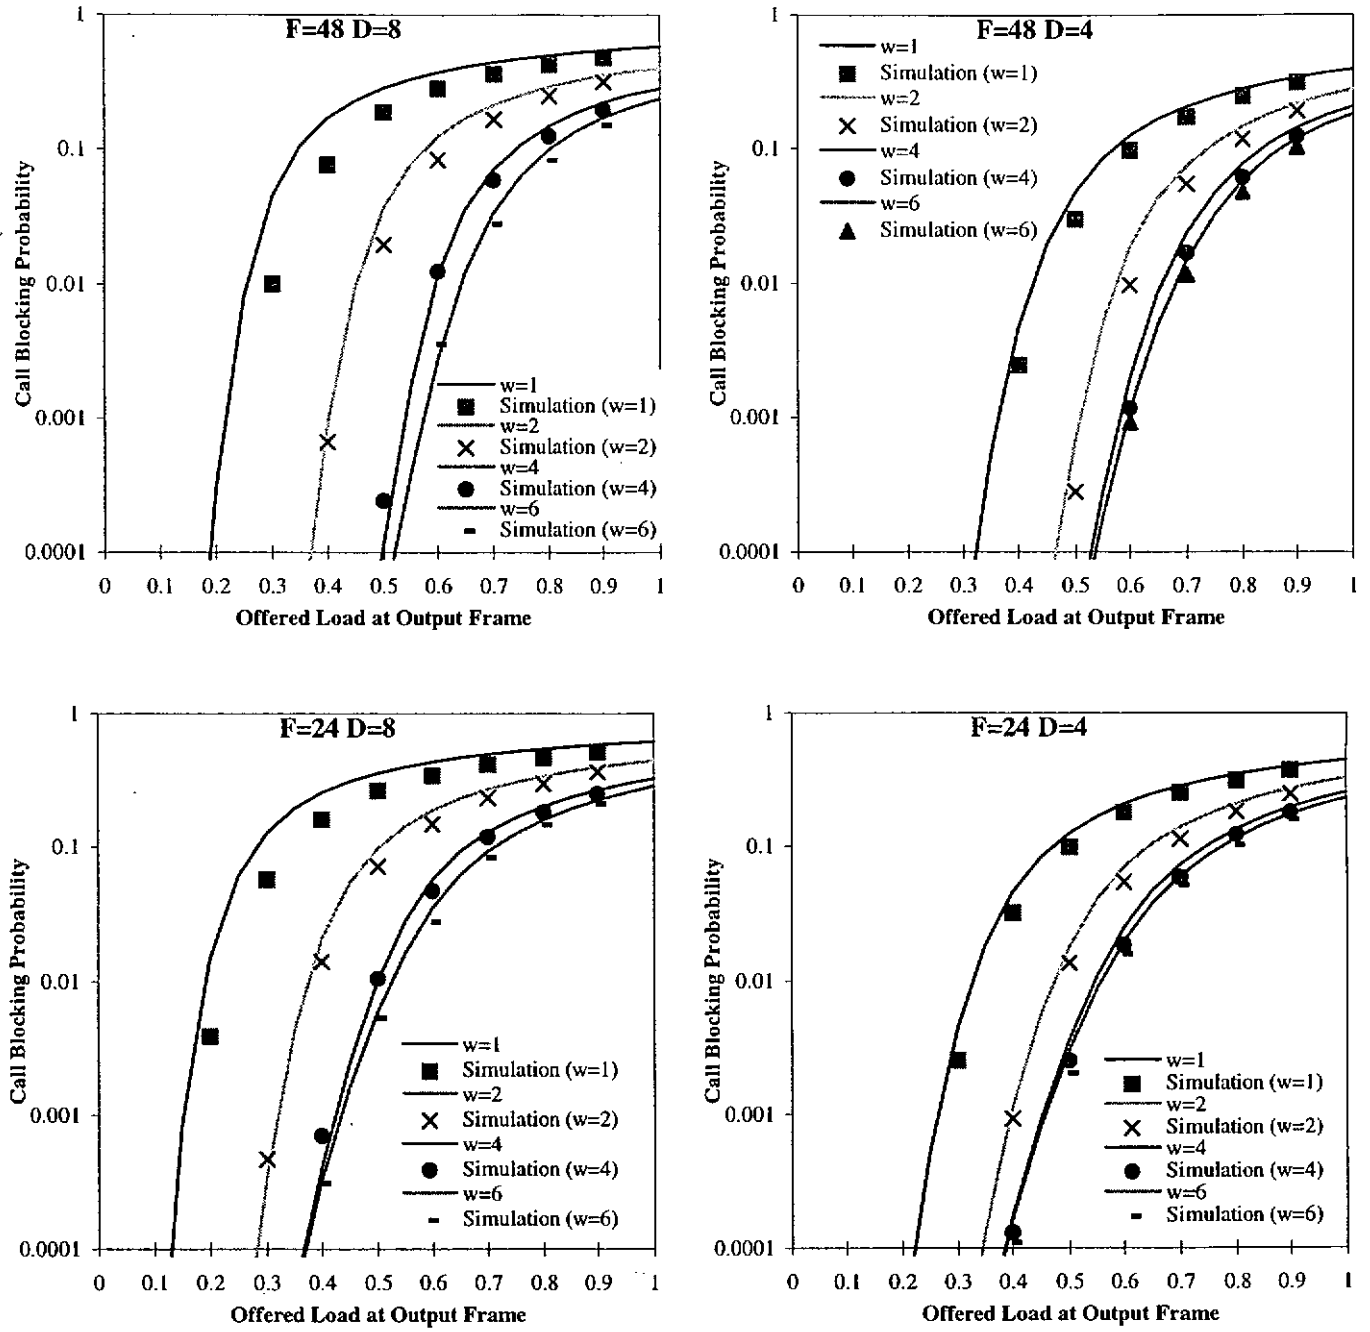 F=48 D=8
Call Blocking Probability
1
0.1
0.01
0.001
0.0001
w=1
Simulation (w=1)
w=2
Simulation (w=2)
w=4
Simulation (w=4)
w=6
Simulation (w=6)
0 0.1 0.2 0.3 0.4 0.5 0.6 0.7 0.8 0.9 1
Offered Load at Output Frame
F=48 D=4
Call Blocking Probability
1
0.1
0.01
0.001
0.0001
w=1
Simulation (w=1)
w=2
Simulation (w=2)
w=4
Simulation (w=4)
w=6
Simulation (w=6)
0 0.1 0.2 0.3 0.4 0.5 0.6 0.7 0.8 0.9 1
Offered Load at Output Frame
F=24 D=8
Call Blocking Probability
1
0.1
0.01
0.001
0.0001
w=1
Simulation (w=1)
w=2
Simulation (w=2)
w=4
Simulation (w=4)
w=6
Simulation (w=6)
0 0.1 0.2 0.3 0.4 0.5 0.6 0.7 0.8 0.9 1
Offered Load at Output Frame
F=24 D=4
Call Blocking Probability
1
0.1
0.01
0.001
0.0001
w=1
Simulation (w=1)
w=2
Simulation (w=2)
w=4
Simulation (w=4)
w=6
Simulation (w=6)
0 0.1 0.2 0.3 0.4 0.5 0.6 0.7 0.8 0.9 1
Offered Load at Output Frame